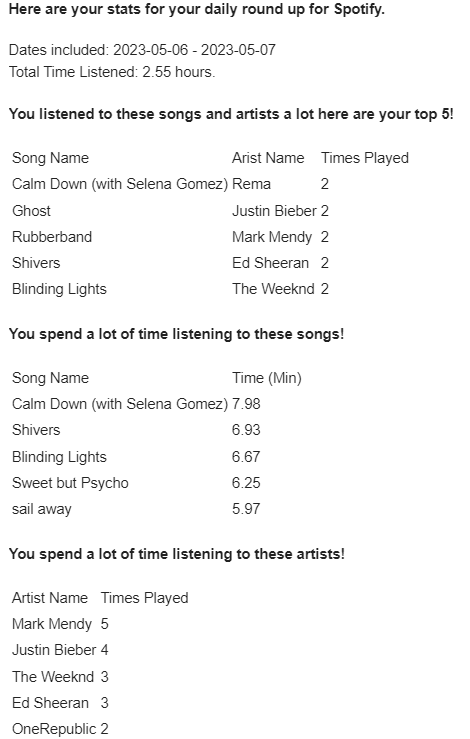 Here are your stats for your daily round up for Spotify.
Dates included: 2023-05-06 - 2023-05-07
Total Time Listened: 2.55 hours.
You listened to these songs and artists a lot here are your top 5!
Song Name Arist Name Times Played
Calm Down (with Selena Gomez) Rema 2
Ghost Justin Bieber 2
Rubberband Mark Mendy 2
Shivers Ed Sheeran 2
Blinding Lights The Weeknd 2
You spend a lot of time listening to these songs!
Song Name Time (Min)
Calm Down (with Selena Gomez) 7.98
Shivers 6.93
Blinding Lights 6.67
Sweet but Psycho 6.25
sail away 5.97
You spend a lot of time listening to these artists!
Artist Name Times Played
Mark Mendy 5
Justin Bieber 4
The Weeknd 3
Ed Sheeran 3
OneRepublic 2